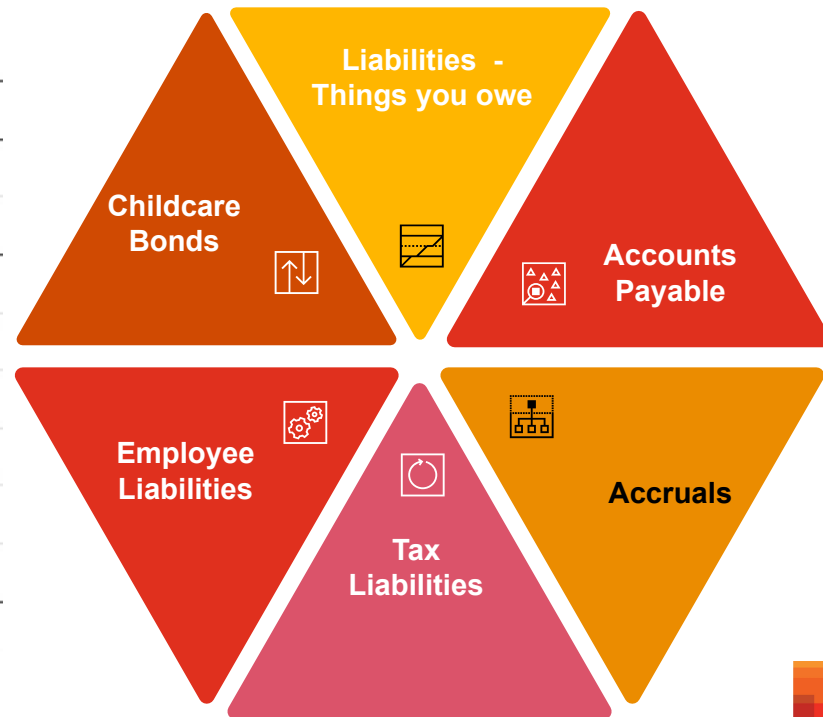 Liabilities -
Things you owe
Childcare
Bonds
Accounts
Payable
Employee
Liabilities
Accruals
Tax
Liabilities